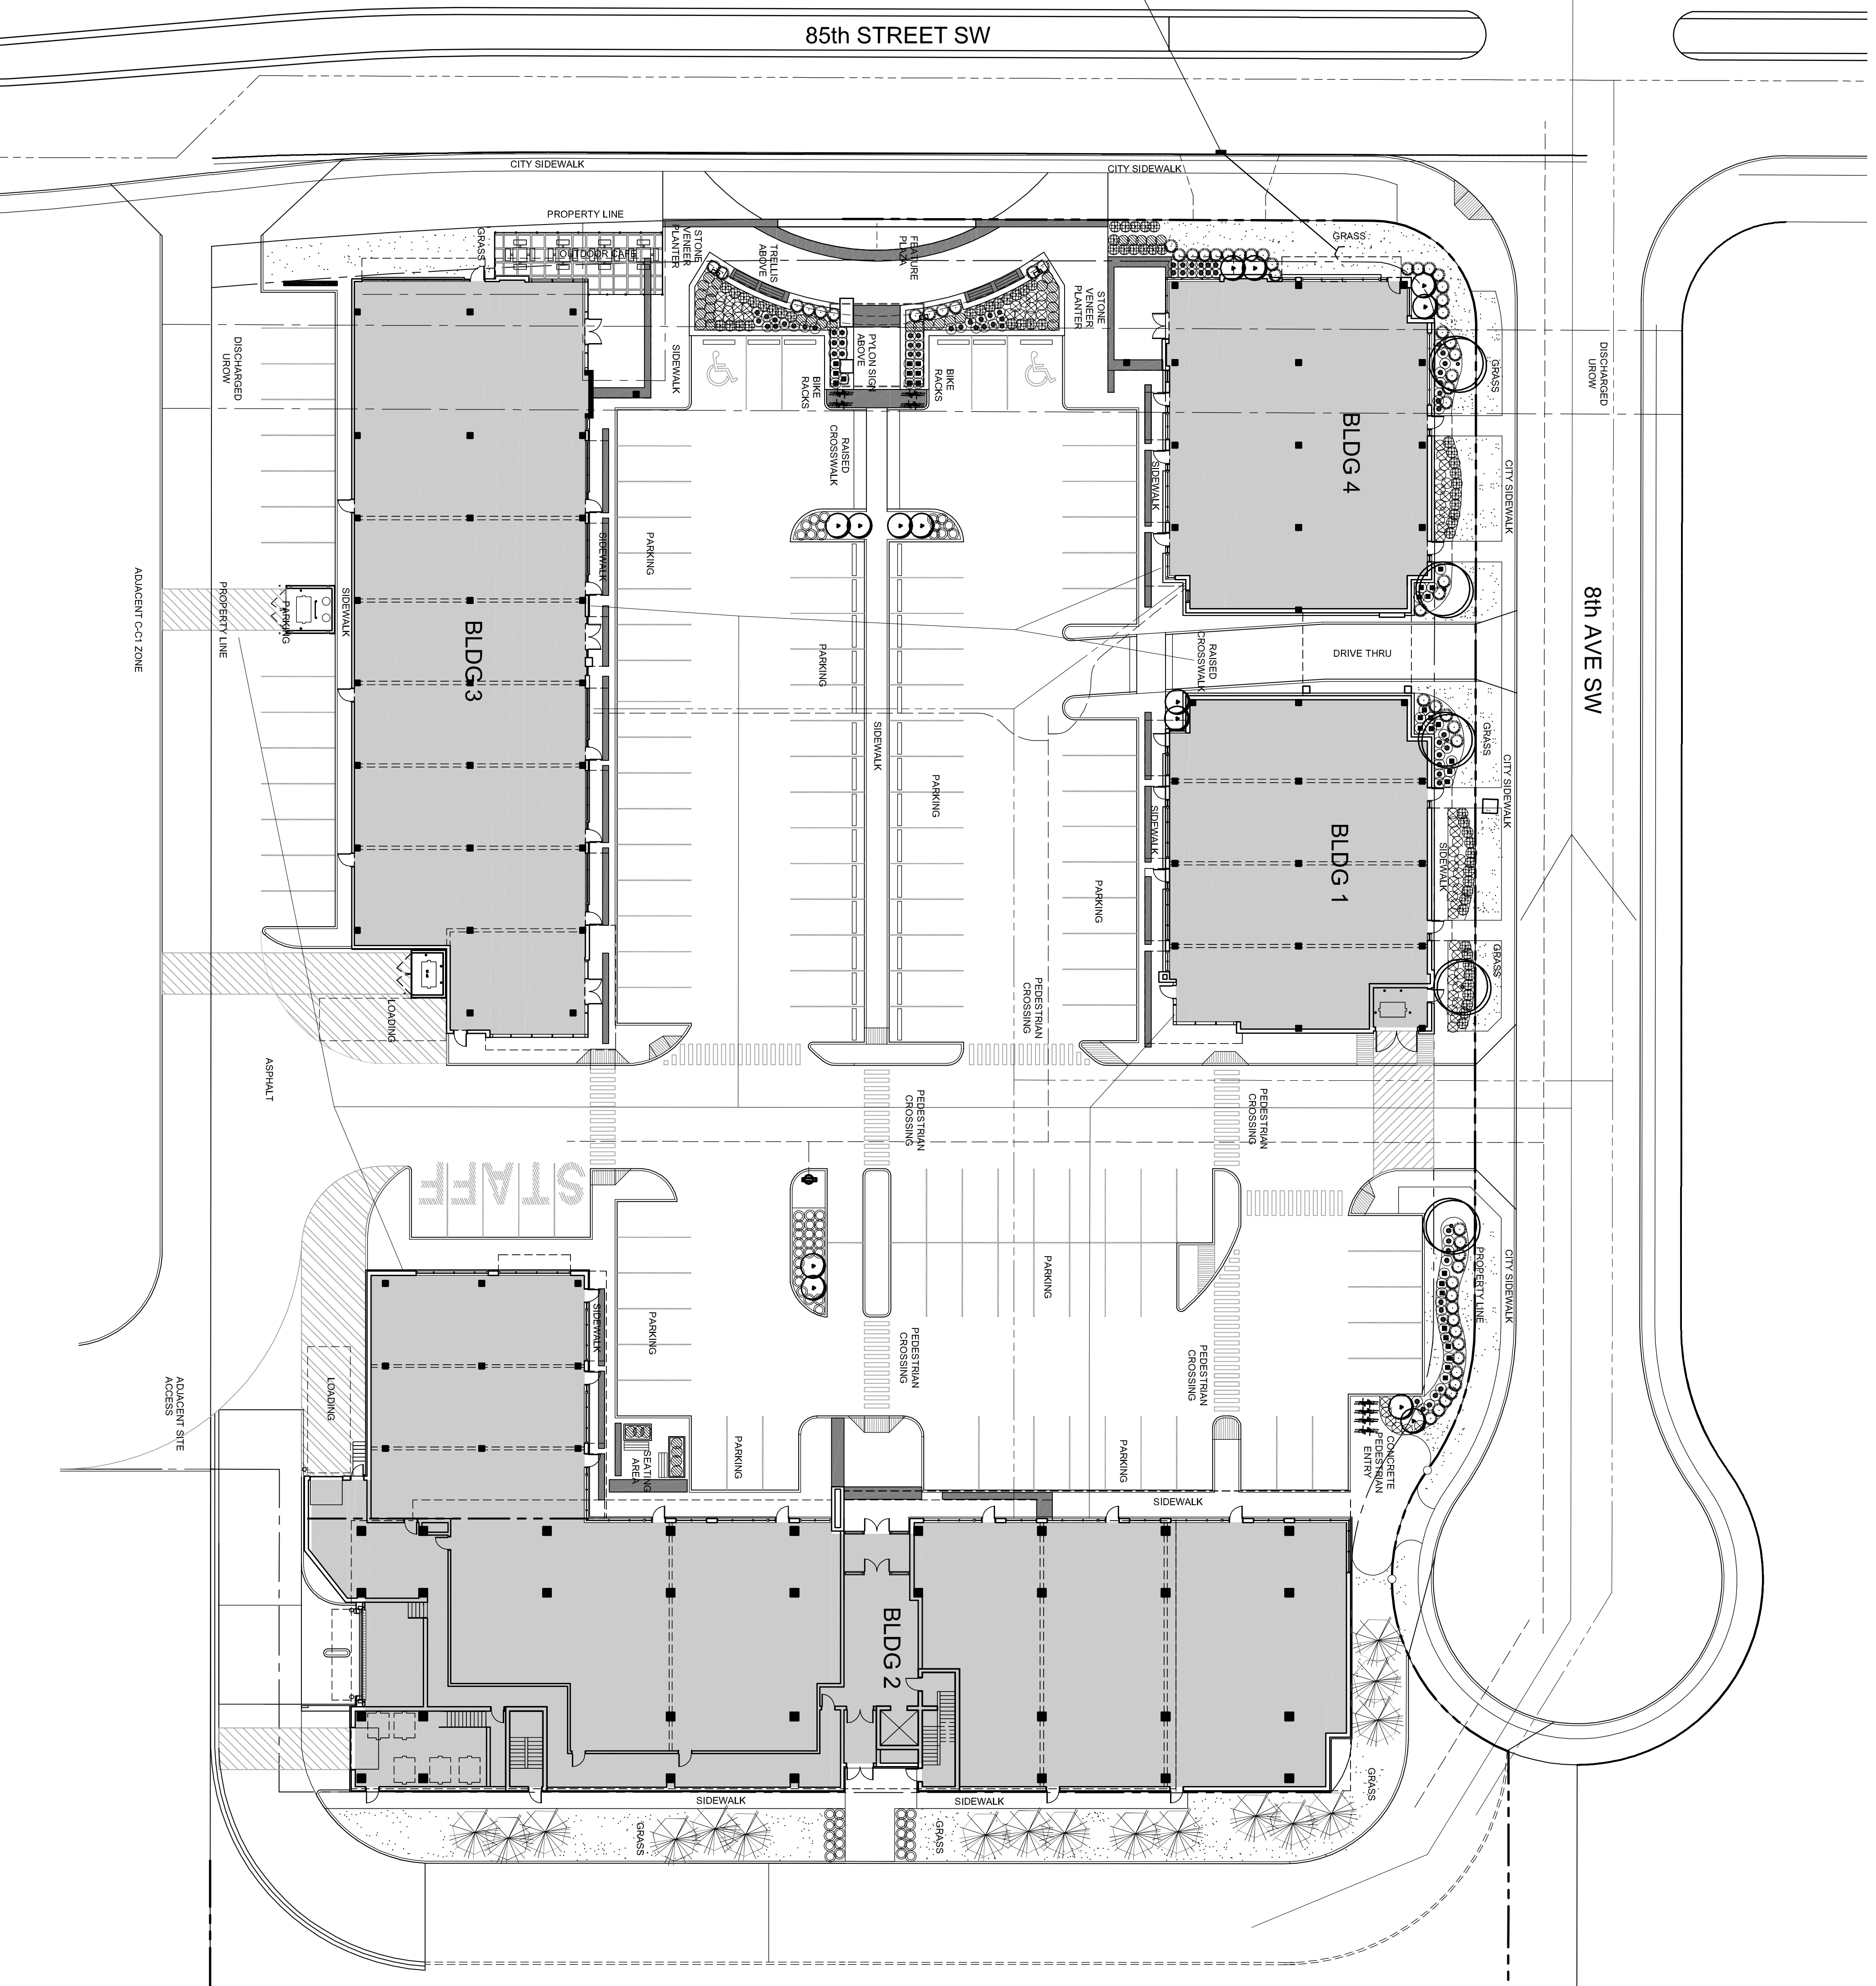 85th STREET SW
CITY SIDEWALK
CITY SIDEWALK
PROPERTY LINE
GRASS
OUTDOOR CAFE
STONE
VENEER
PLANTER
TRELLIS
ABOVE
FEATURE
PLAZA
GRASS
STONE
VENEER
PLANTER
DISCHARGED
UROW
SIDEWALK
BIKE
RACKS
PYLON SIGN
ABOVE
BIKE
RACKS
GRASS
DISCHARGED
UROW
RAISED
CROSSWALK
BLDG 4
SIDEWALK
CITY SIDEWALK
SIDEWALK
PARKING
ADJACENT C-C1 ZONE
PROPERTY LINE
PARKING
SIDEWALK
BLDG 3
PARKING
RAISED
CROSSWALK
DRIVE THRU
8th AVE SW
SIDEWALK
PARKING
SIDEWALK
GRASS
CITY SIDEWALK
BLDG 1
SIDEWALK
PARKING
GRASS
LOADING
PEDESTRIAN
CROSSING
ASPHALT
PEDESTRIAN
CROSSING
PEDESTRIAN
CROSSING
STAFF
PARKING
PROPERTY LINE
CITY SIDEWALK
SIDEWALK
PARKING
PEDESTRIAN
CROSSING
PEDESTRIAN
CROSSING
ADJACENT SITE
ACCESS
LOADING
SEATING
AREA
PARKING
PARKING
CONCRETE
PEDESTRIAN
ENTRY
SIDEWALK
BLDG 2
GRASS
SIDEWALK
SIDEWALK
GRASS
GRASS